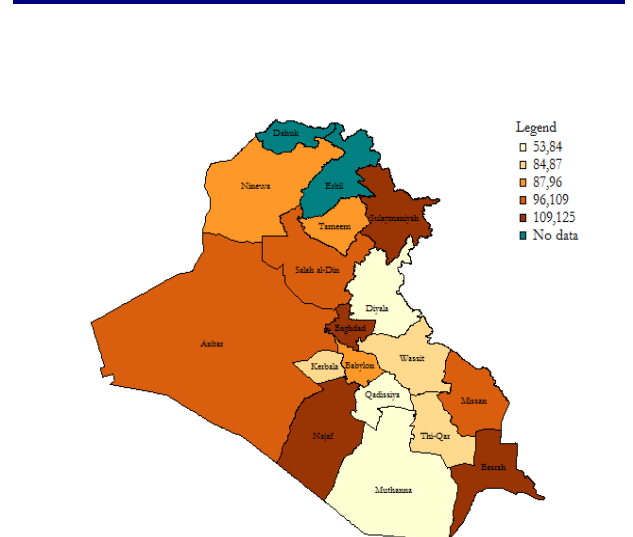 Legend
53,84
84,87
87,96
96,109
109,125
No data
Dahuk
Ninewa
Erbil
Sulaymaniyah
Tameem
Salah al-Din
Diyala
Anbar
Baghdad
Wassit
Kerbala
Babylon
Qadissiya
Missan
Najaf
Thi-Qar
Basrah
Muthanna